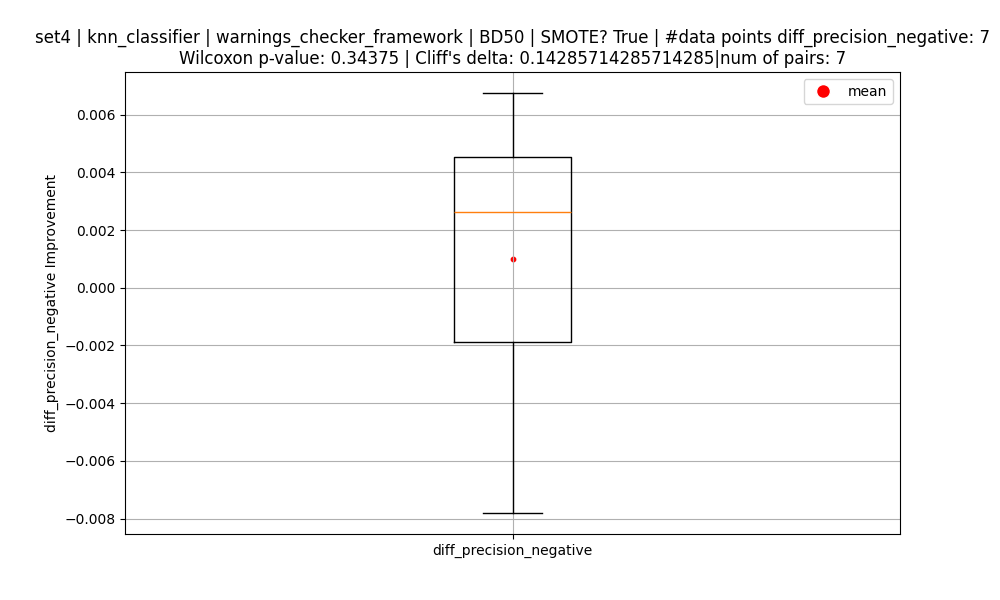 set4 | knn_classifier | warnings_checker_framework | BD50 | SMOTE? True | #data points diff_precision_negative: 7
Wilcoxon p-value: 0.34375 | Cliff's delta: 0.14285714285714285|num of pairs: 7
mean
0.006
0.004
0.002
0.000
−0.002
−0.004
−0.006
−0.008
diff_precision_negative Improvement
diff_precision_negative